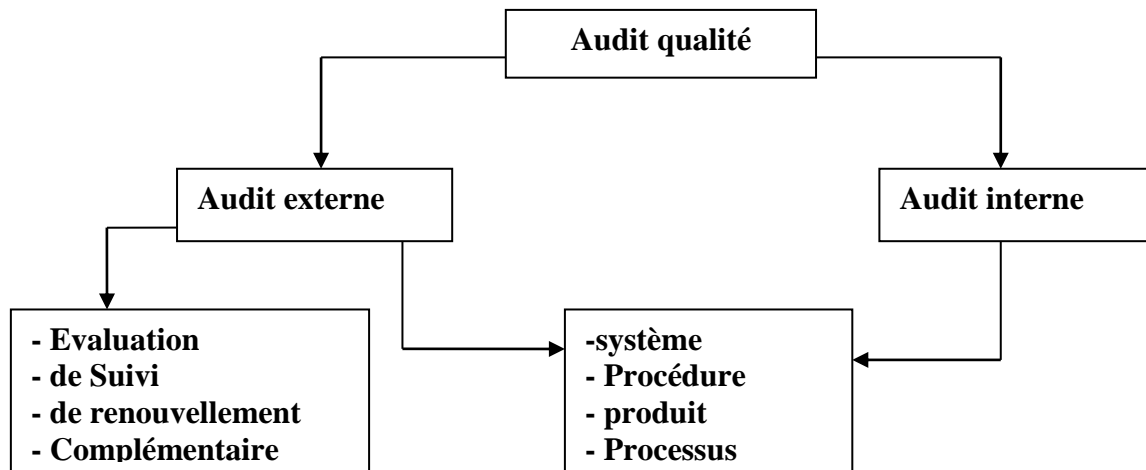 Audit qualité
Audit externe
Audit interne
- Evaluation
- de Suivi
- de renouvellement
- Complémentaire
-système
- Procédure
- produit
- Processus